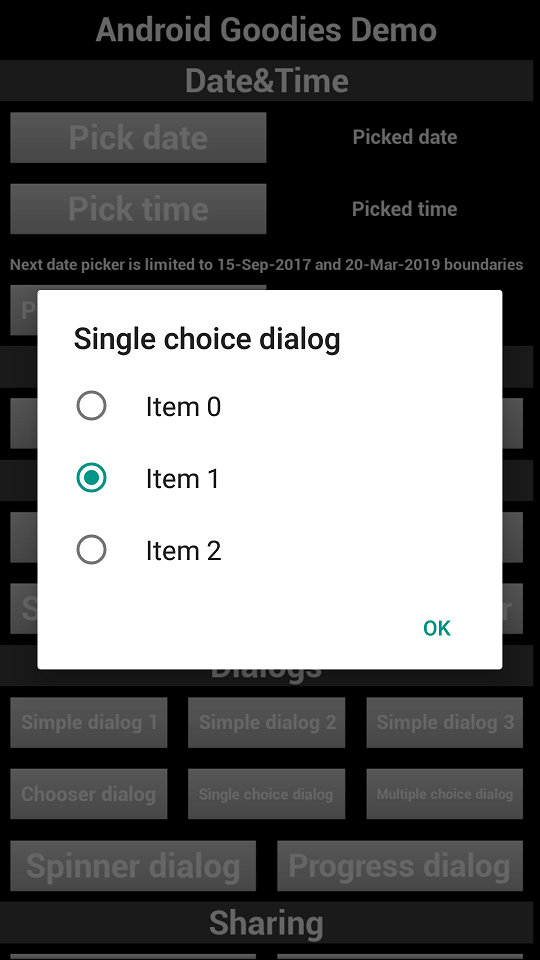 Android Goodies Demo
Date&Time
Pick date
Picked date
Pick time
Picked time
Next date picker is limited to 15-Sep-2017 and 20-Mar-2019 boundaries
Single choice dialog
Item 0
Item 1
Item 2
OK
Dialogs
Simple dialog 1
Simple dialog 2
Simple dialog 3
Chooser dialog
Single choice dialog
Multiple choice dialog
Spinner dialog
Progress dialog
Sharing